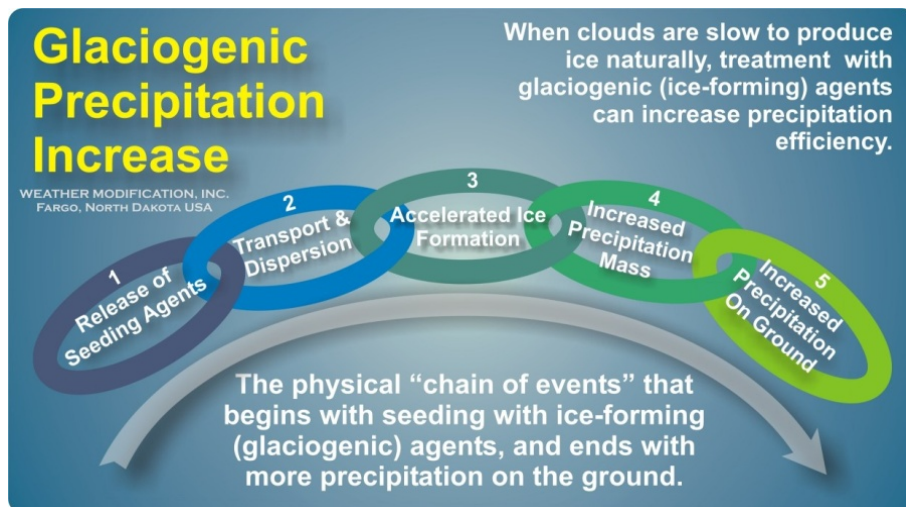 Glaciogenic
Precipitation
Increase
WEATHER MODIFICATION, INC.
FARGO, NORTH DAKOTA USA
When clouds are slow to produce
ice naturally, treatment with
glaciogenic (ice-forming) agents
can increase precipitation
efficiency.
1
Release of
Seeding Agents
2
Transport &
Dispersion
3
Accelerated Ice
Formation
4
Increased
Precipitation
Mass
5
Increased
Precipitation
On Ground
The physical “chain of events” that
begins with seeding with ice-forming
(glaciogenic) agents, and ends with
more precipitation on the ground.